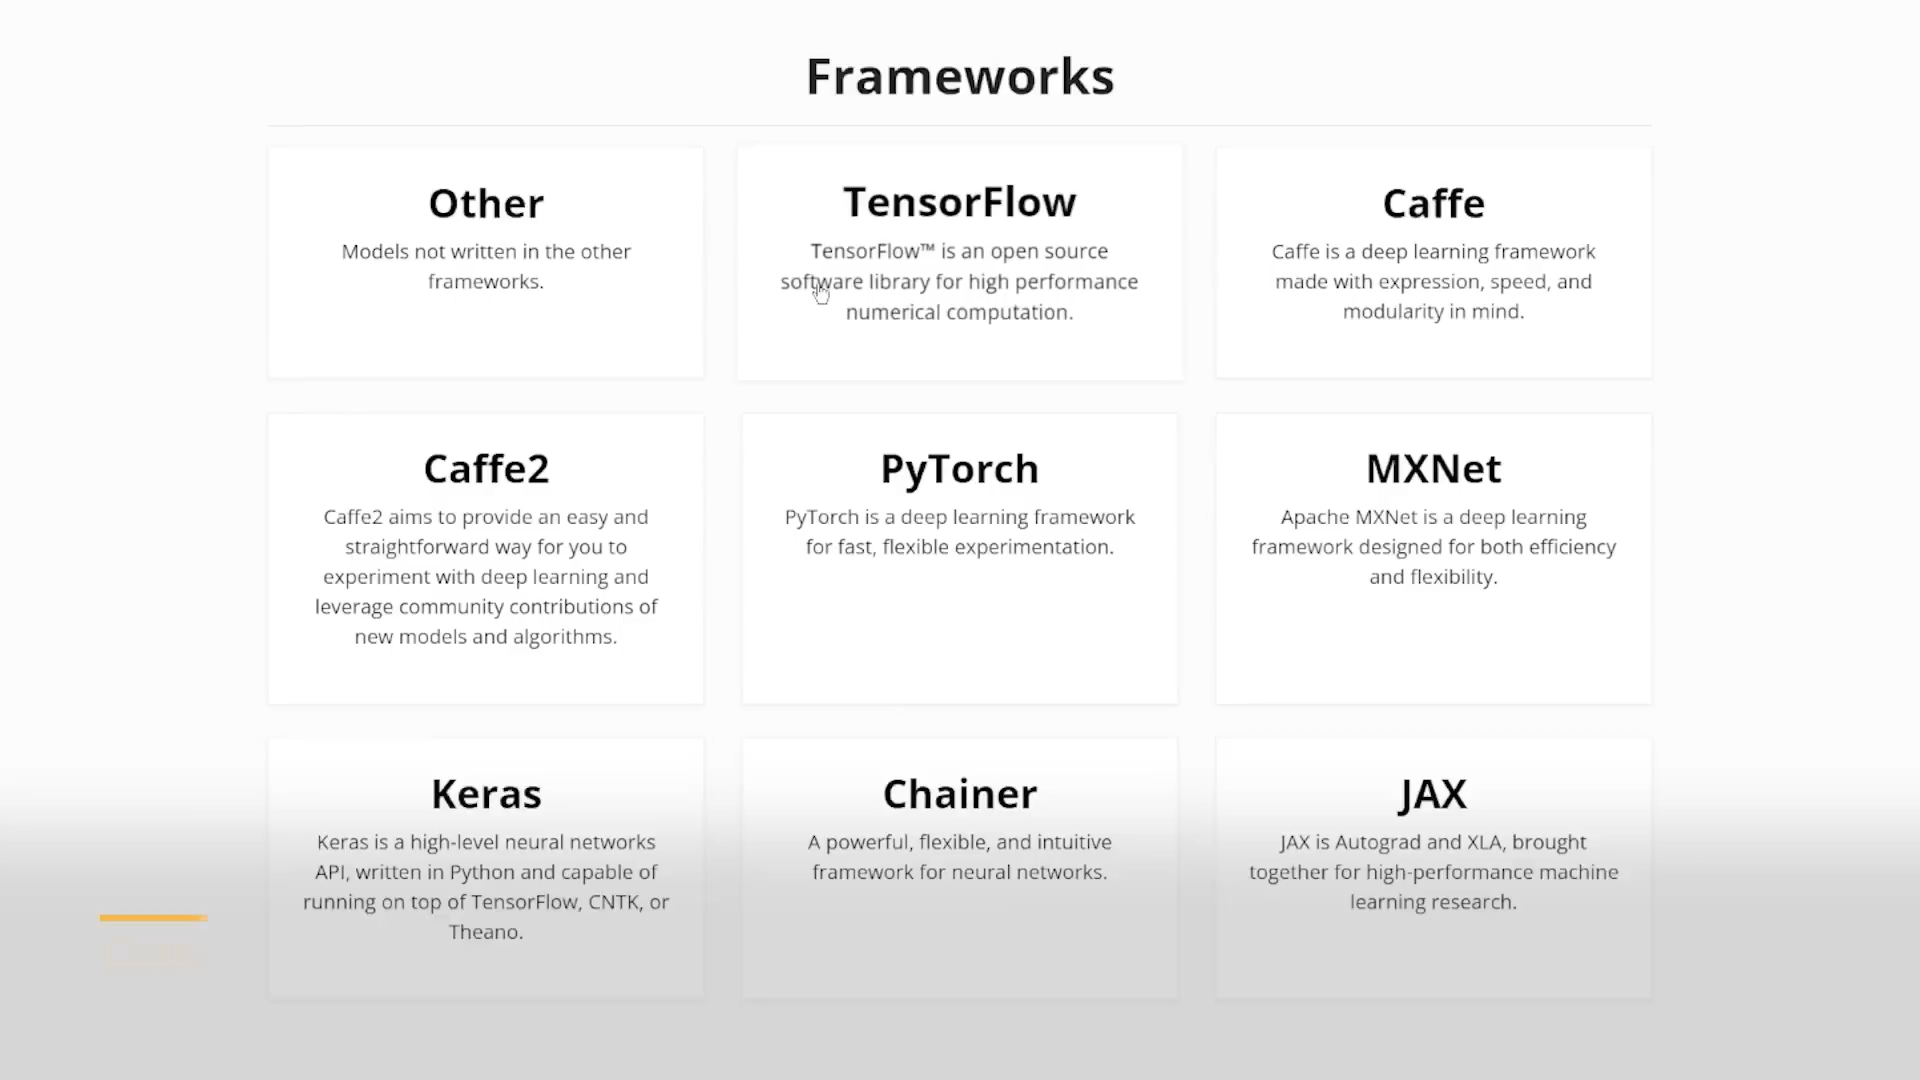 Frameworks
Other
Models not written in the other
frameworks.
TensorFlow
TensorFlow™ is an open source
software library for high performance
numerical computation.
Caffe
Caffe is a deep learning framework
made with expression, speed, and
modularity in mind.
Caffe2
Caffe2 aims to provide an easy and
straightforward way for you to
experiment with deep learning and
leverage community contributions of
new models and algorithms.
PyTorch
PyTorch is a deep learning framework
for fast, flexible experimentation.
MXNet
Apache MXNet is a deep learning
framework designed for both efficiency
and flexibility.
Keras
Keras is a high-level neural networks
API, written in Python and capable of
running on top of TensorFlow, CNTK, or
Theano.
Chainer
A powerful, flexible, and intuitive
framework for neural networks.
JAX
JAX is Autograd and XLA, brought
together for high-performance machine
learning research.